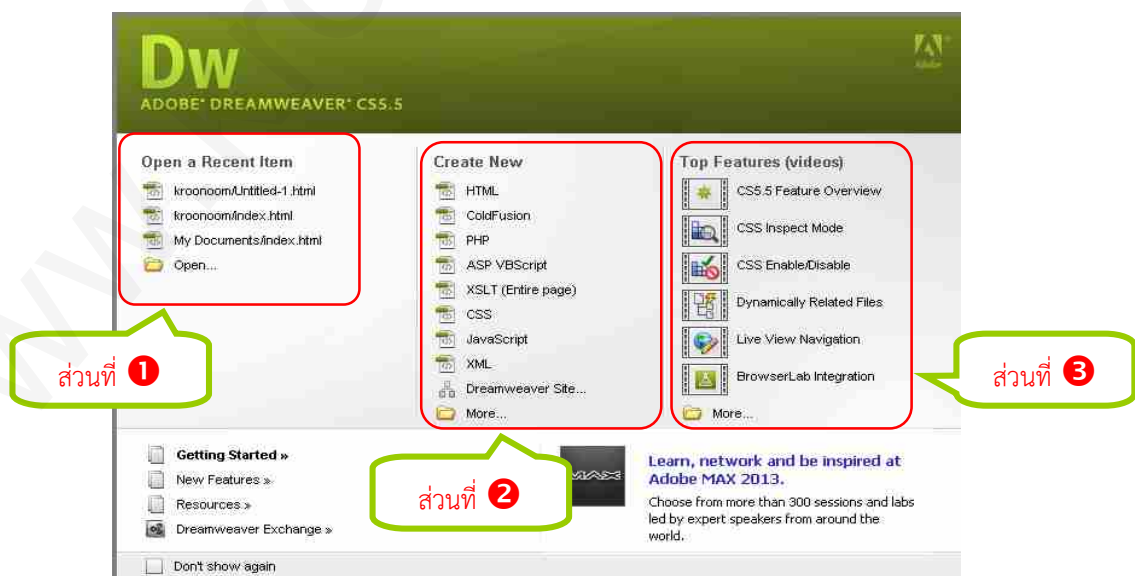 Dw
Adobe
ADOBE® DREAMWEAVER® CS5.5
Open a Recent Item
kroonoom/Untitled-1.html
kroonoom/index.html
My Documents/index.html
Open...
ส่วนที่ ❶
Create New
HTML
ColdFusion
PHP
ASP VBScript
XSLT (Entire page)
CSS
JavaScript
XML
Dreamweaver Site...
More...
ส่วนที่ ❷
Top Features (videos)
CS5.5 Feature Overview
CSS Inspect Mode
CSS Enable/Disable
Dynamically Related Files
Live View Navigation
BrowserLab Integration
More...
ส่วนที่ ❸
Getting Started »
New Features »
Resources »
Dreamweaver Exchange »
MAX
Learn, network and be inspired at
Adobe MAX 2013.
Choose from more than 300 sessions and labs
led by expert speakers from around the
world.
Don't show again